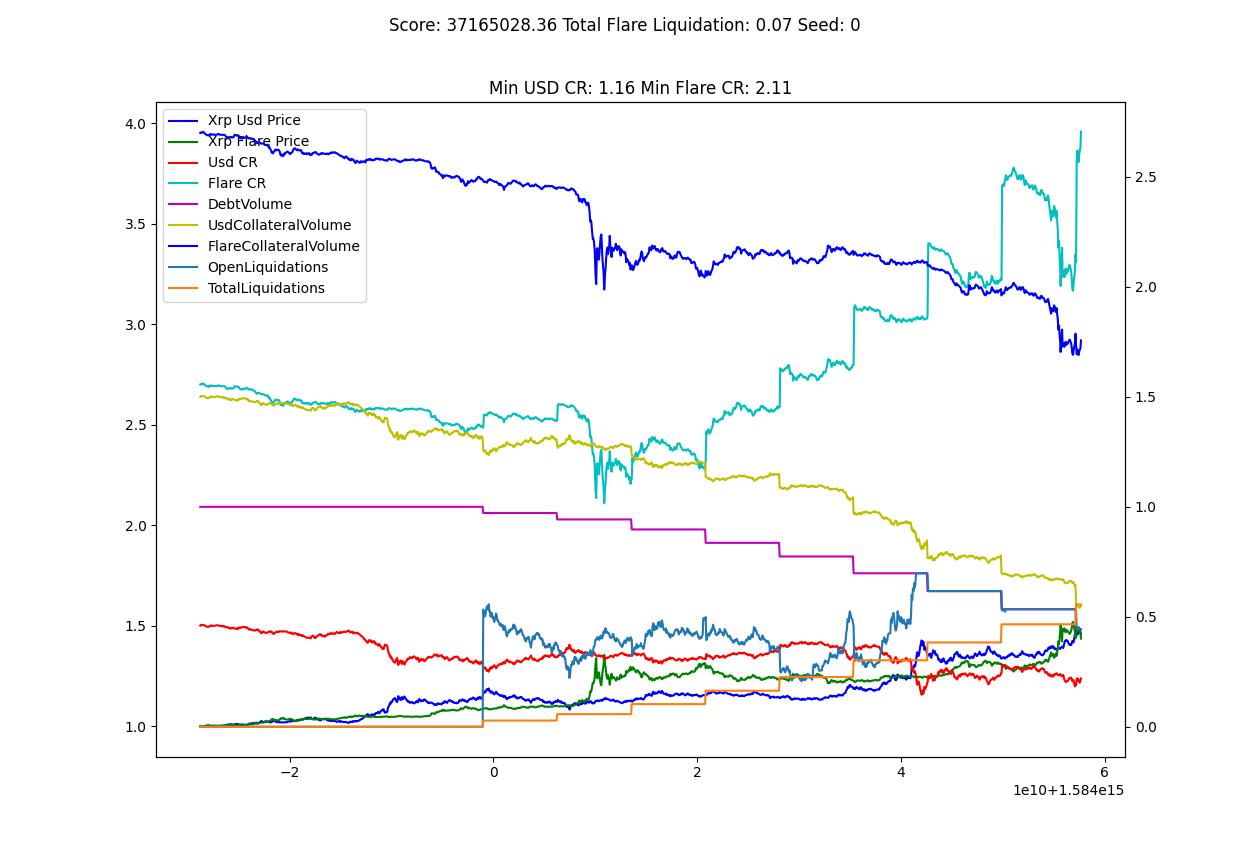 Score: 37165028.36 Total Flare Liquidation: 0.07 Seed: 0
Min USD CR: 1.16 Min Flare CR: 2.11
Xrp Usd Price
Xrp Flare Price
Usd CR
Flare CR
DebtVolume
UsdCollateralVolume
FlareCollateralVolume
OpenLiquidations
TotalLiquidations
4.0
3.5
3.0
2.5
2.0
1.5
1.0
2.5
2.0
1.5
1.0
0.5
0.0
−2 0 2 4 6
1e10+1.584e15